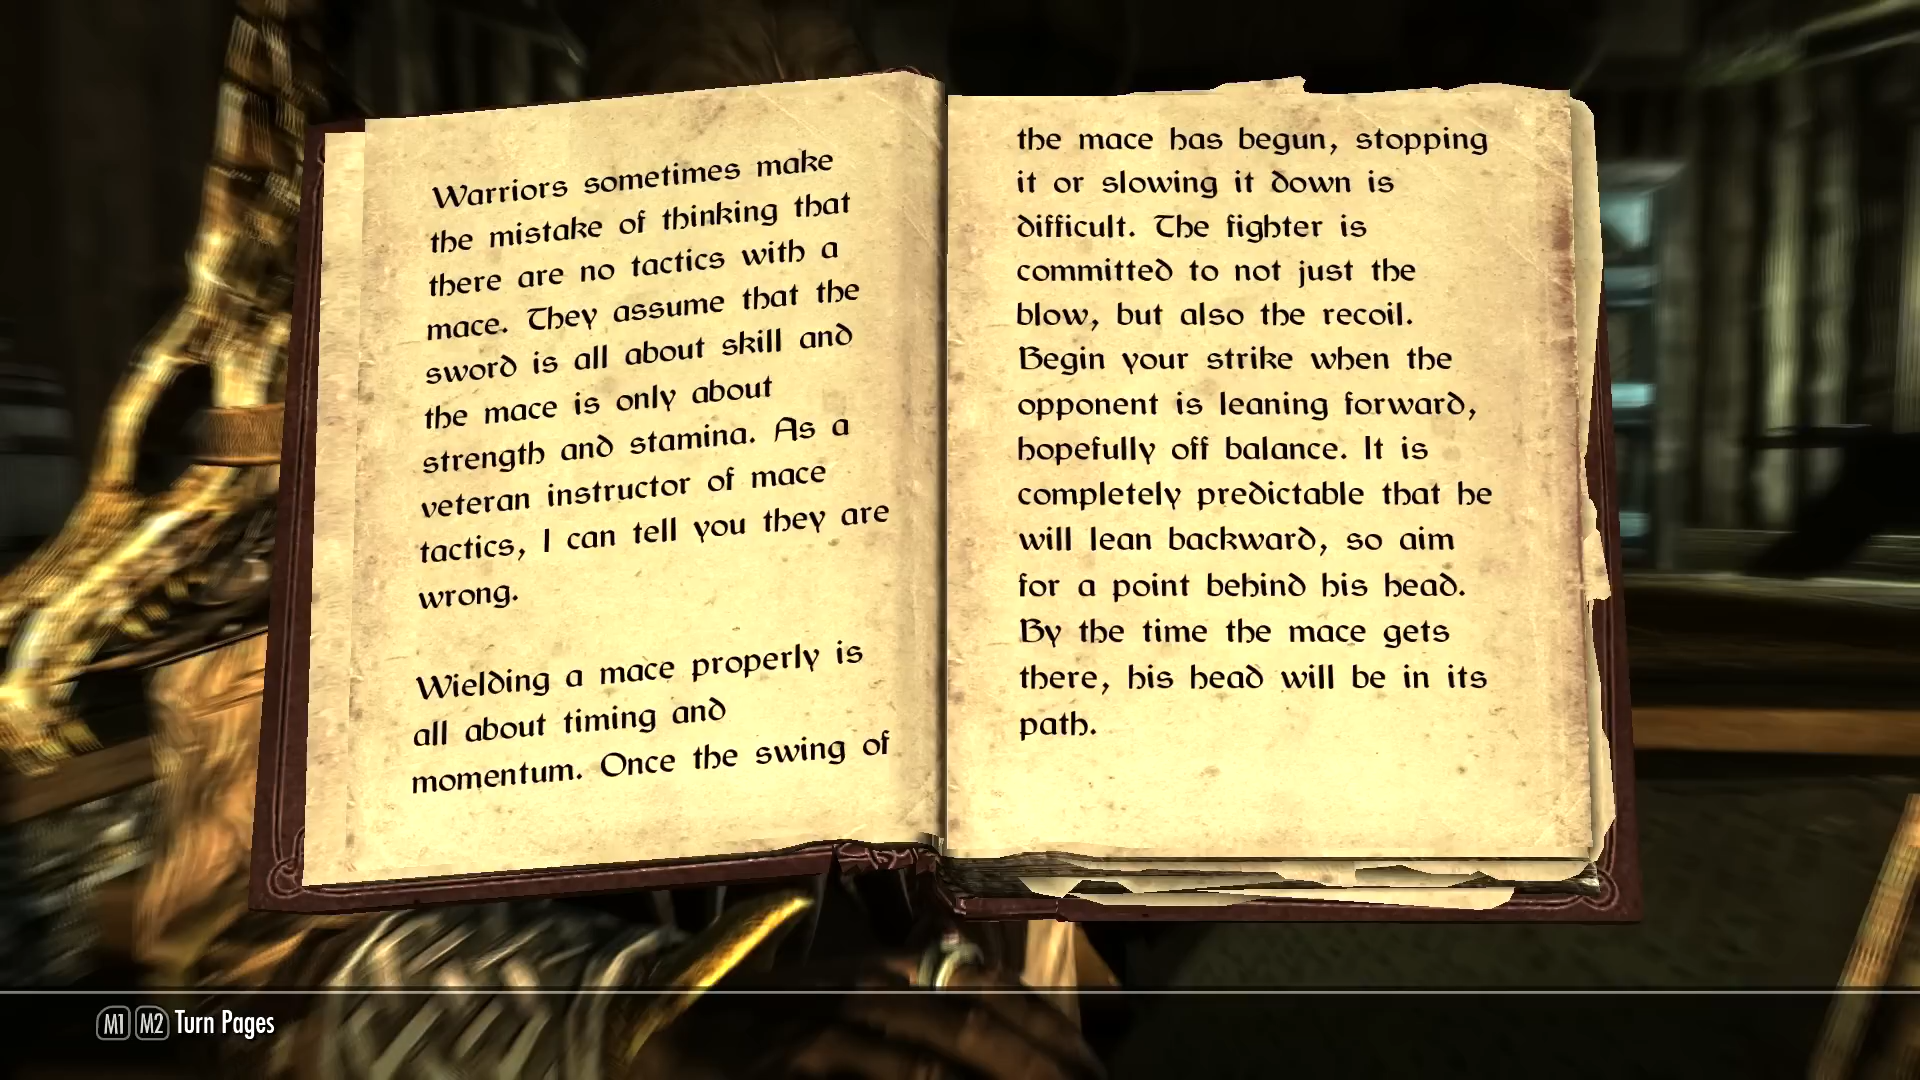 Warriors sometimes make
the mistake of thinking that
there are no tactics with a
mace. They assume that the
sword is all about skill and
the mace is only about
strength and stamina. As a
veteran instructor of mace
tactics, I can tell you they are
wrong.
Wielding a mace properly is
all about timing and
momentum. Once the swing of
the mace has begun, stopping
it or slowing it down is
difficult. The fighter is
committed to not just the
blow, but also the recoil.
Begin your strike when the
opponent is leaning forward,
hopefully off balance. It is
completely predictable that he
will lean backward, so aim
for a point behind his head.
By the time the mace gets
there, his head will be in its
path.
M1 M2 Turn Pages